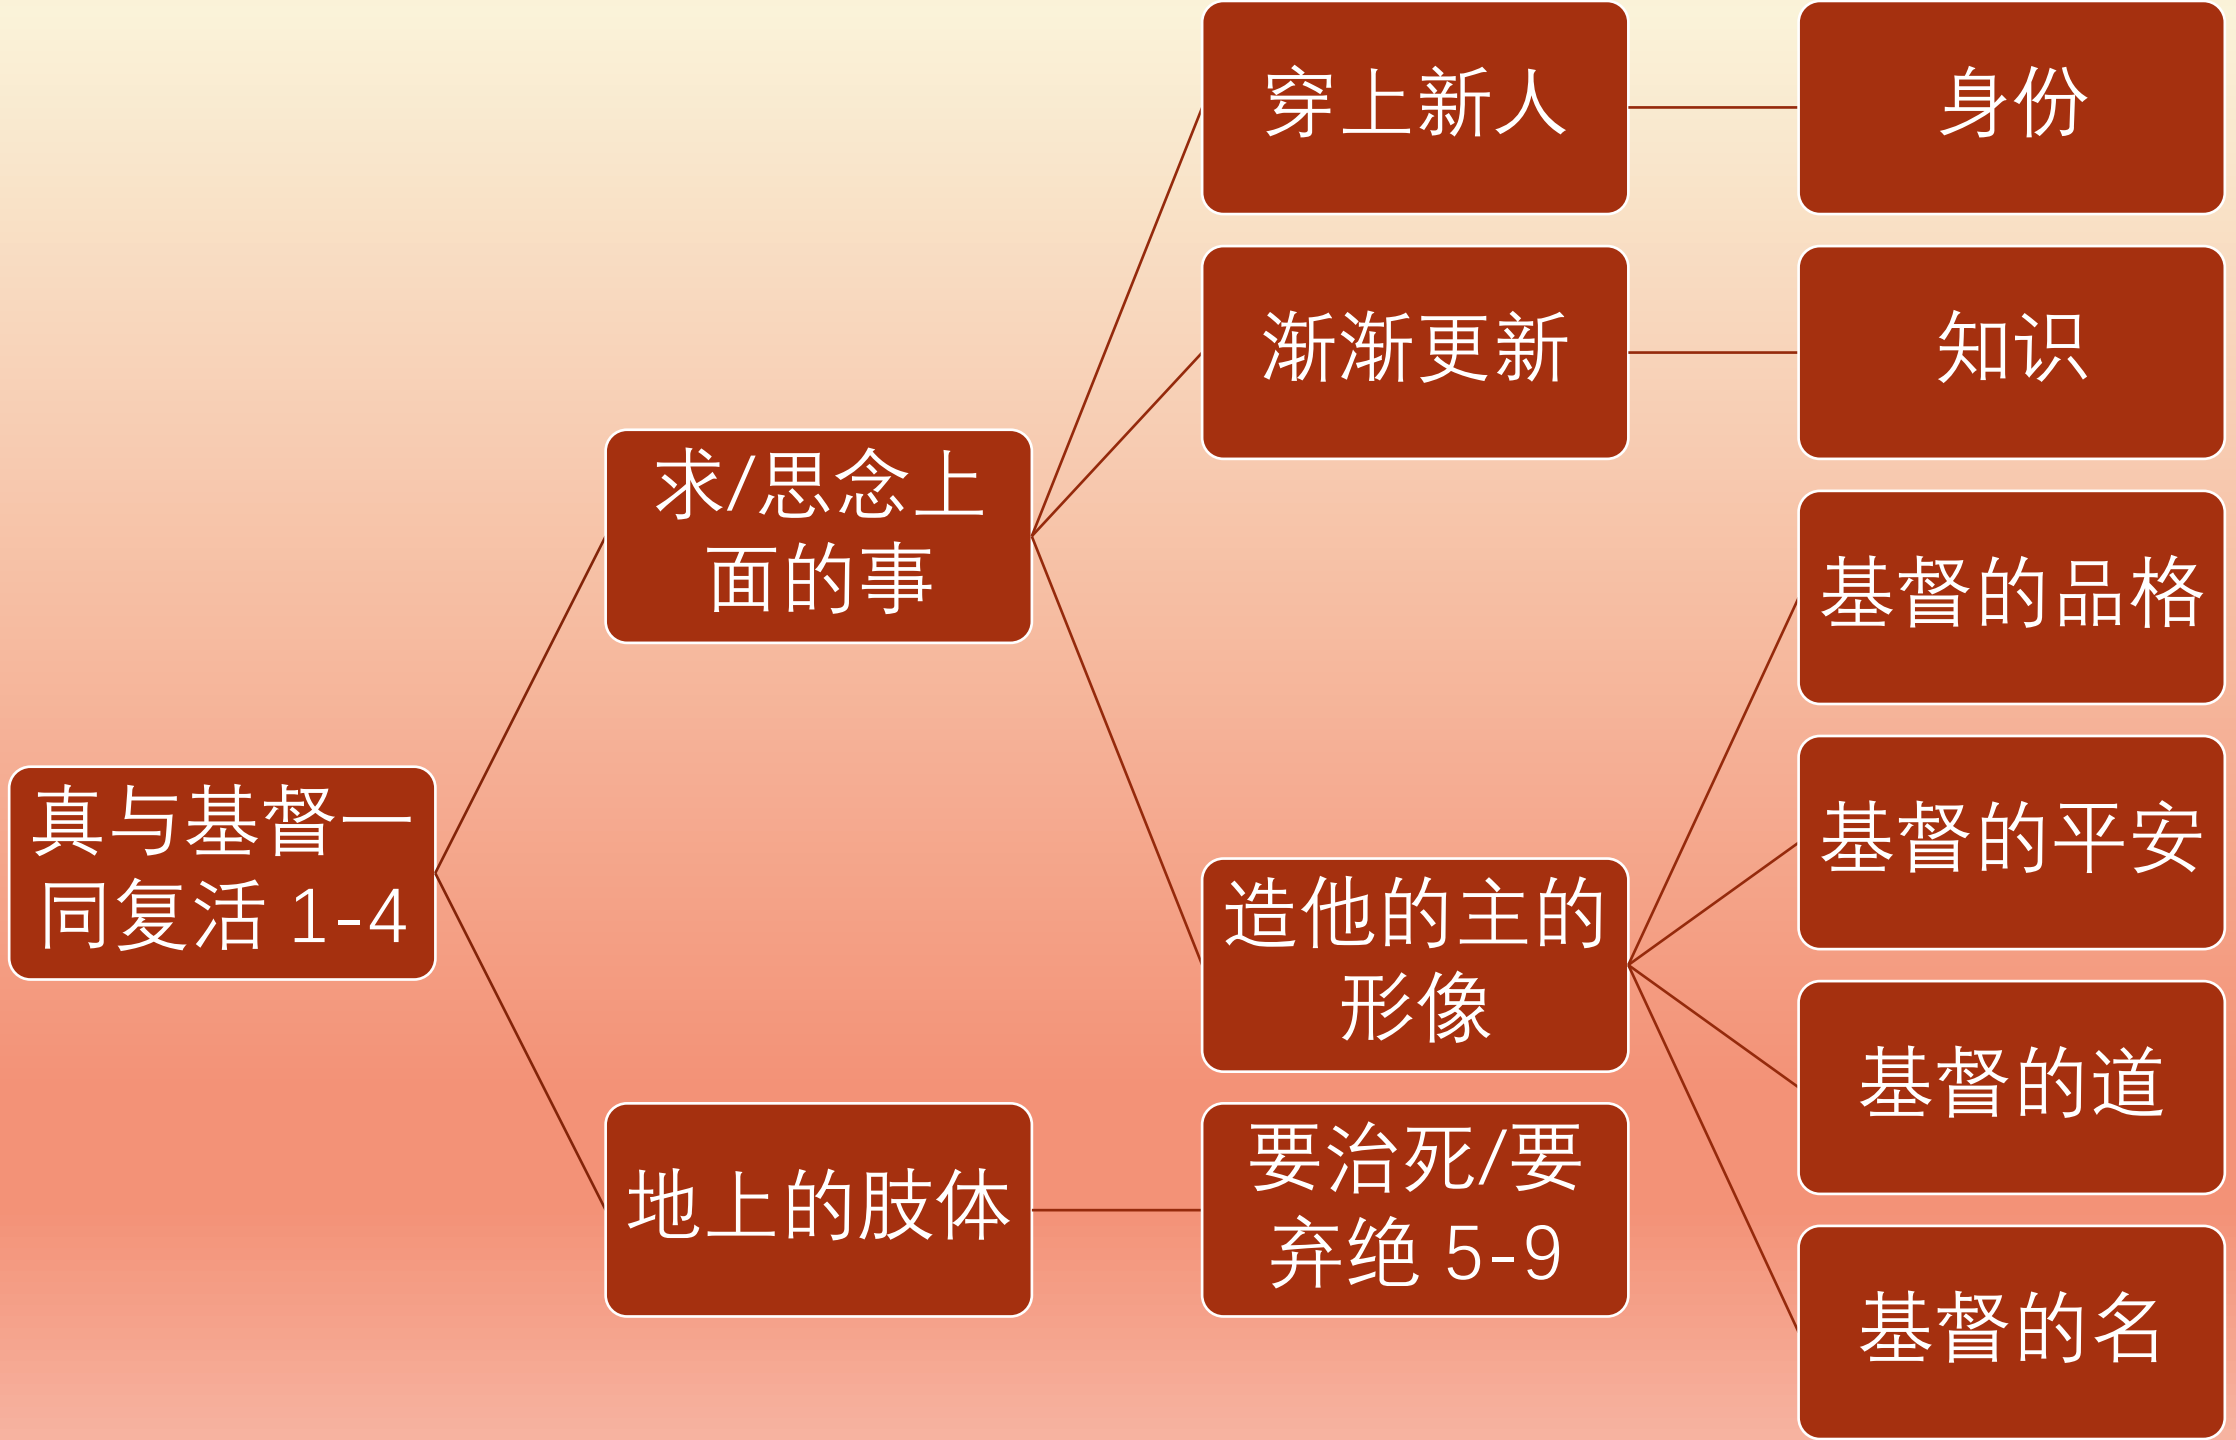 真与基督一
同复活 1-4
求/思念上
面的事
穿上新人
身份
渐渐更新
知识
造他的主的
形像
基督的品格
基督的平安
基督的道
基督的名
地上的肢体
要治死/要
弃绝 5-9